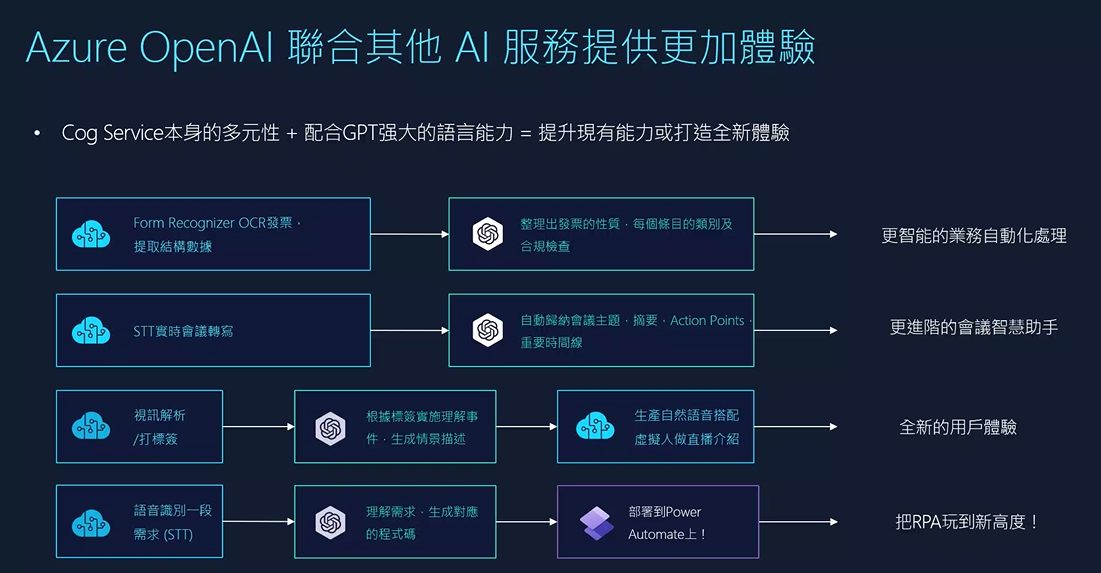 Azure OpenAI 聯合其他 AI 服務提供更加體驗
• Cog Service本身的多元性 + 配合GPT强大的語言能力 = 提升現有能力或打造全新體驗
Form Recognizer OCR發票，
提取結構數據
整理出發票的性質，每個條目的類別及
合規檢查
更智能的業務自動化處理
STT實時會議轉寫
自動歸納會議主題，摘要，Action Points，
重要時間線
更進階的會議智慧助手
視訊解析
/打標簽
根據標簽實施理解事
件，生成情景描述
生產自然語音搭配
虛擬人做直播介紹
全新的用戶體驗
語音識別一段
需求 (STT)
理解需求，生成對應
的程式碼
部署到Power
Automate上！
把RPA玩到新高度！